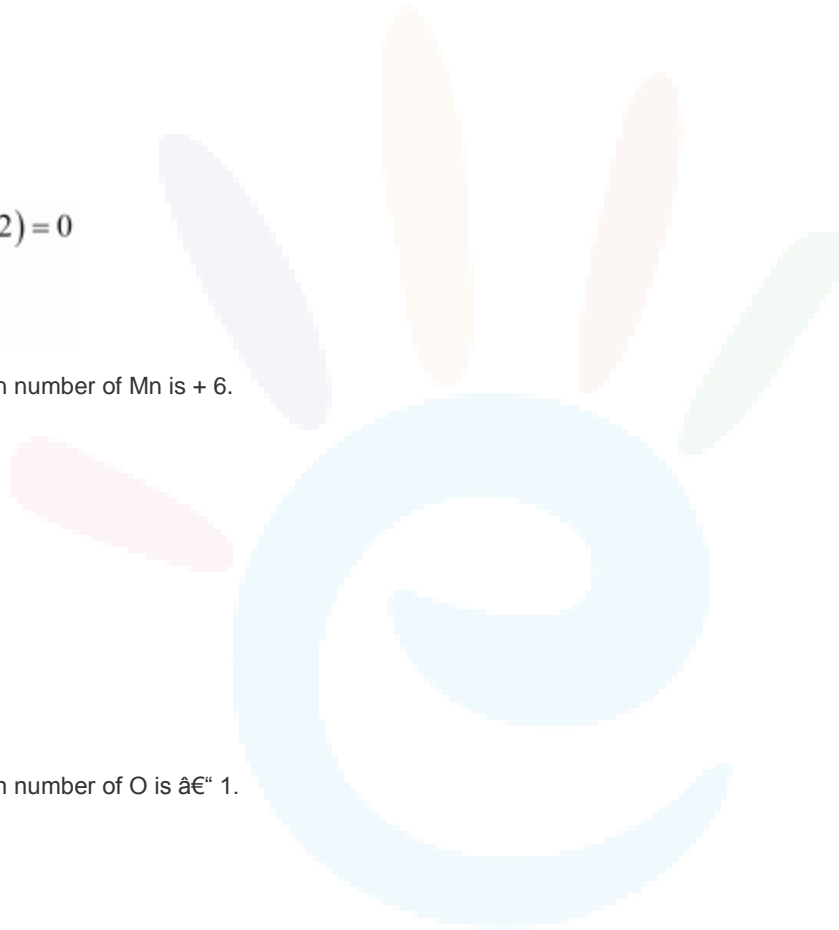 2) = 0
n number of Mn is + 6.
n number of O is â€“ 1.